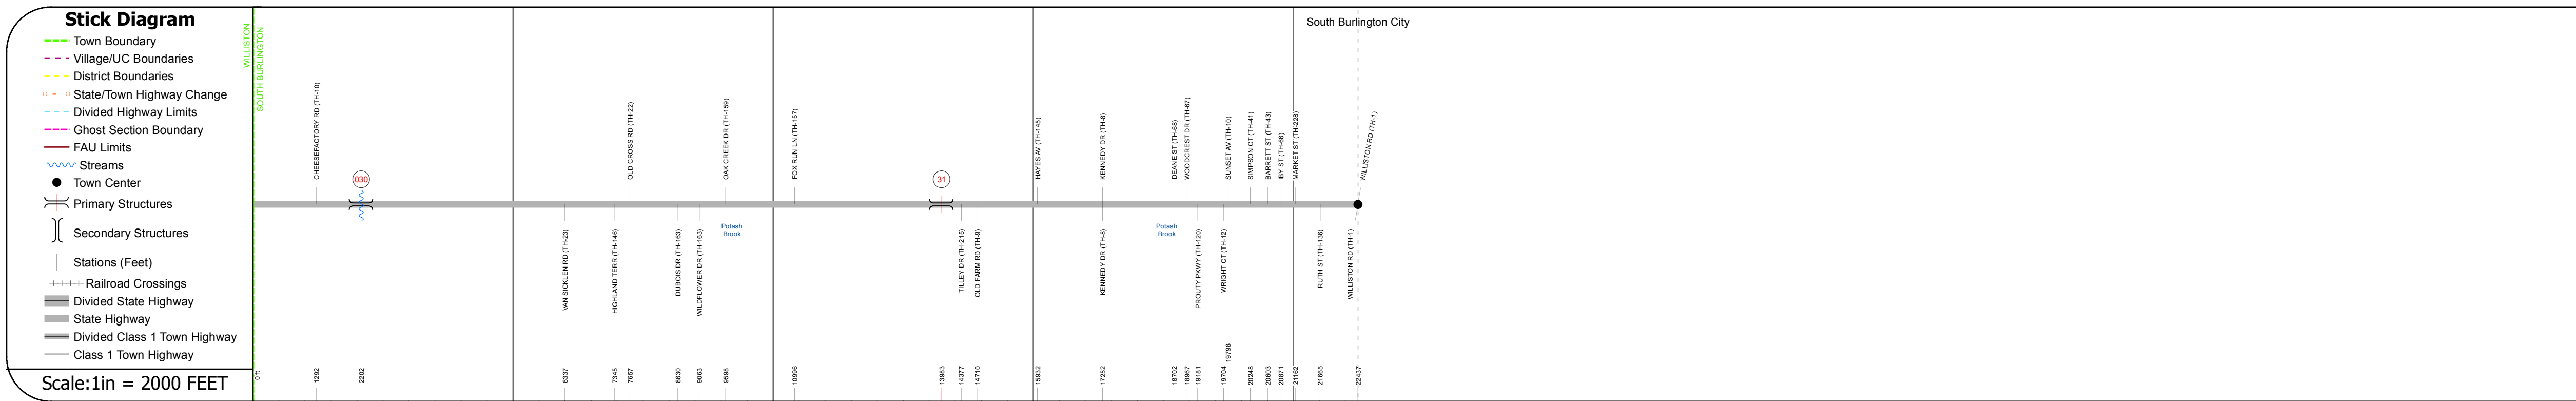 Stick Diagram
Town Boundary
Village/UC Boundaries
District Boundaries
State/Town Highway Change
Divided Highway Limits
Ghost Section Boundary
FAU Limits
Streams
Town Center
Primary Structures
Secondary Structures
Stations (Feet)
Railroad Crossings
Divided State Highway
State Highway
Divided Class 1 Town Highway
Class 1 Town Highway
Scale:1in = 2000 FEET
WILLISTON
SOUTH BURLINGTON
South Burlington City
CHEESEFACTORY RD (TH-10)
030
OLD CROSS RD (TH-22)
OAK CREEK DR (TH-159)
FOX RUN LN (TH-157)
31
HAYES AV (TH-145)
KENNEDY DR (TH-8)
DEANE ST (TH-68)
WOODCREST DR (TH-67)
SUNSET AV (TH-10)
SIMPSON CT (TH-41)
BARRETT ST (TH-43)
IBY ST (TH-66)
MARKET ST (TH-228)
WILLISTON RD (TH-1)
VAN SICKLEN RD (TH-23)
HIGHLAND TERR (TH-146)
DUBOIS DR (TH-163)
WILDFLOWER DR (TH-163)
Potash
Brook
TILLEY DR (TH-215)
OLD FARM RD (TH-9)
KENNEDY DR (TH-8)
Potash
Brook
PROUTY PKWY (TH-120)
WRIGHT CT (TH-12)
RUTH ST (TH-136)
WILLISTON RD (TH-1)
0 ft
1292
2202
6337
7345
7657
8630
9063
9598
10996
13983
14377
14710
15932
17252
18702
18967
19181
19704
19798
20248
20603
20871
21162
21665
22437